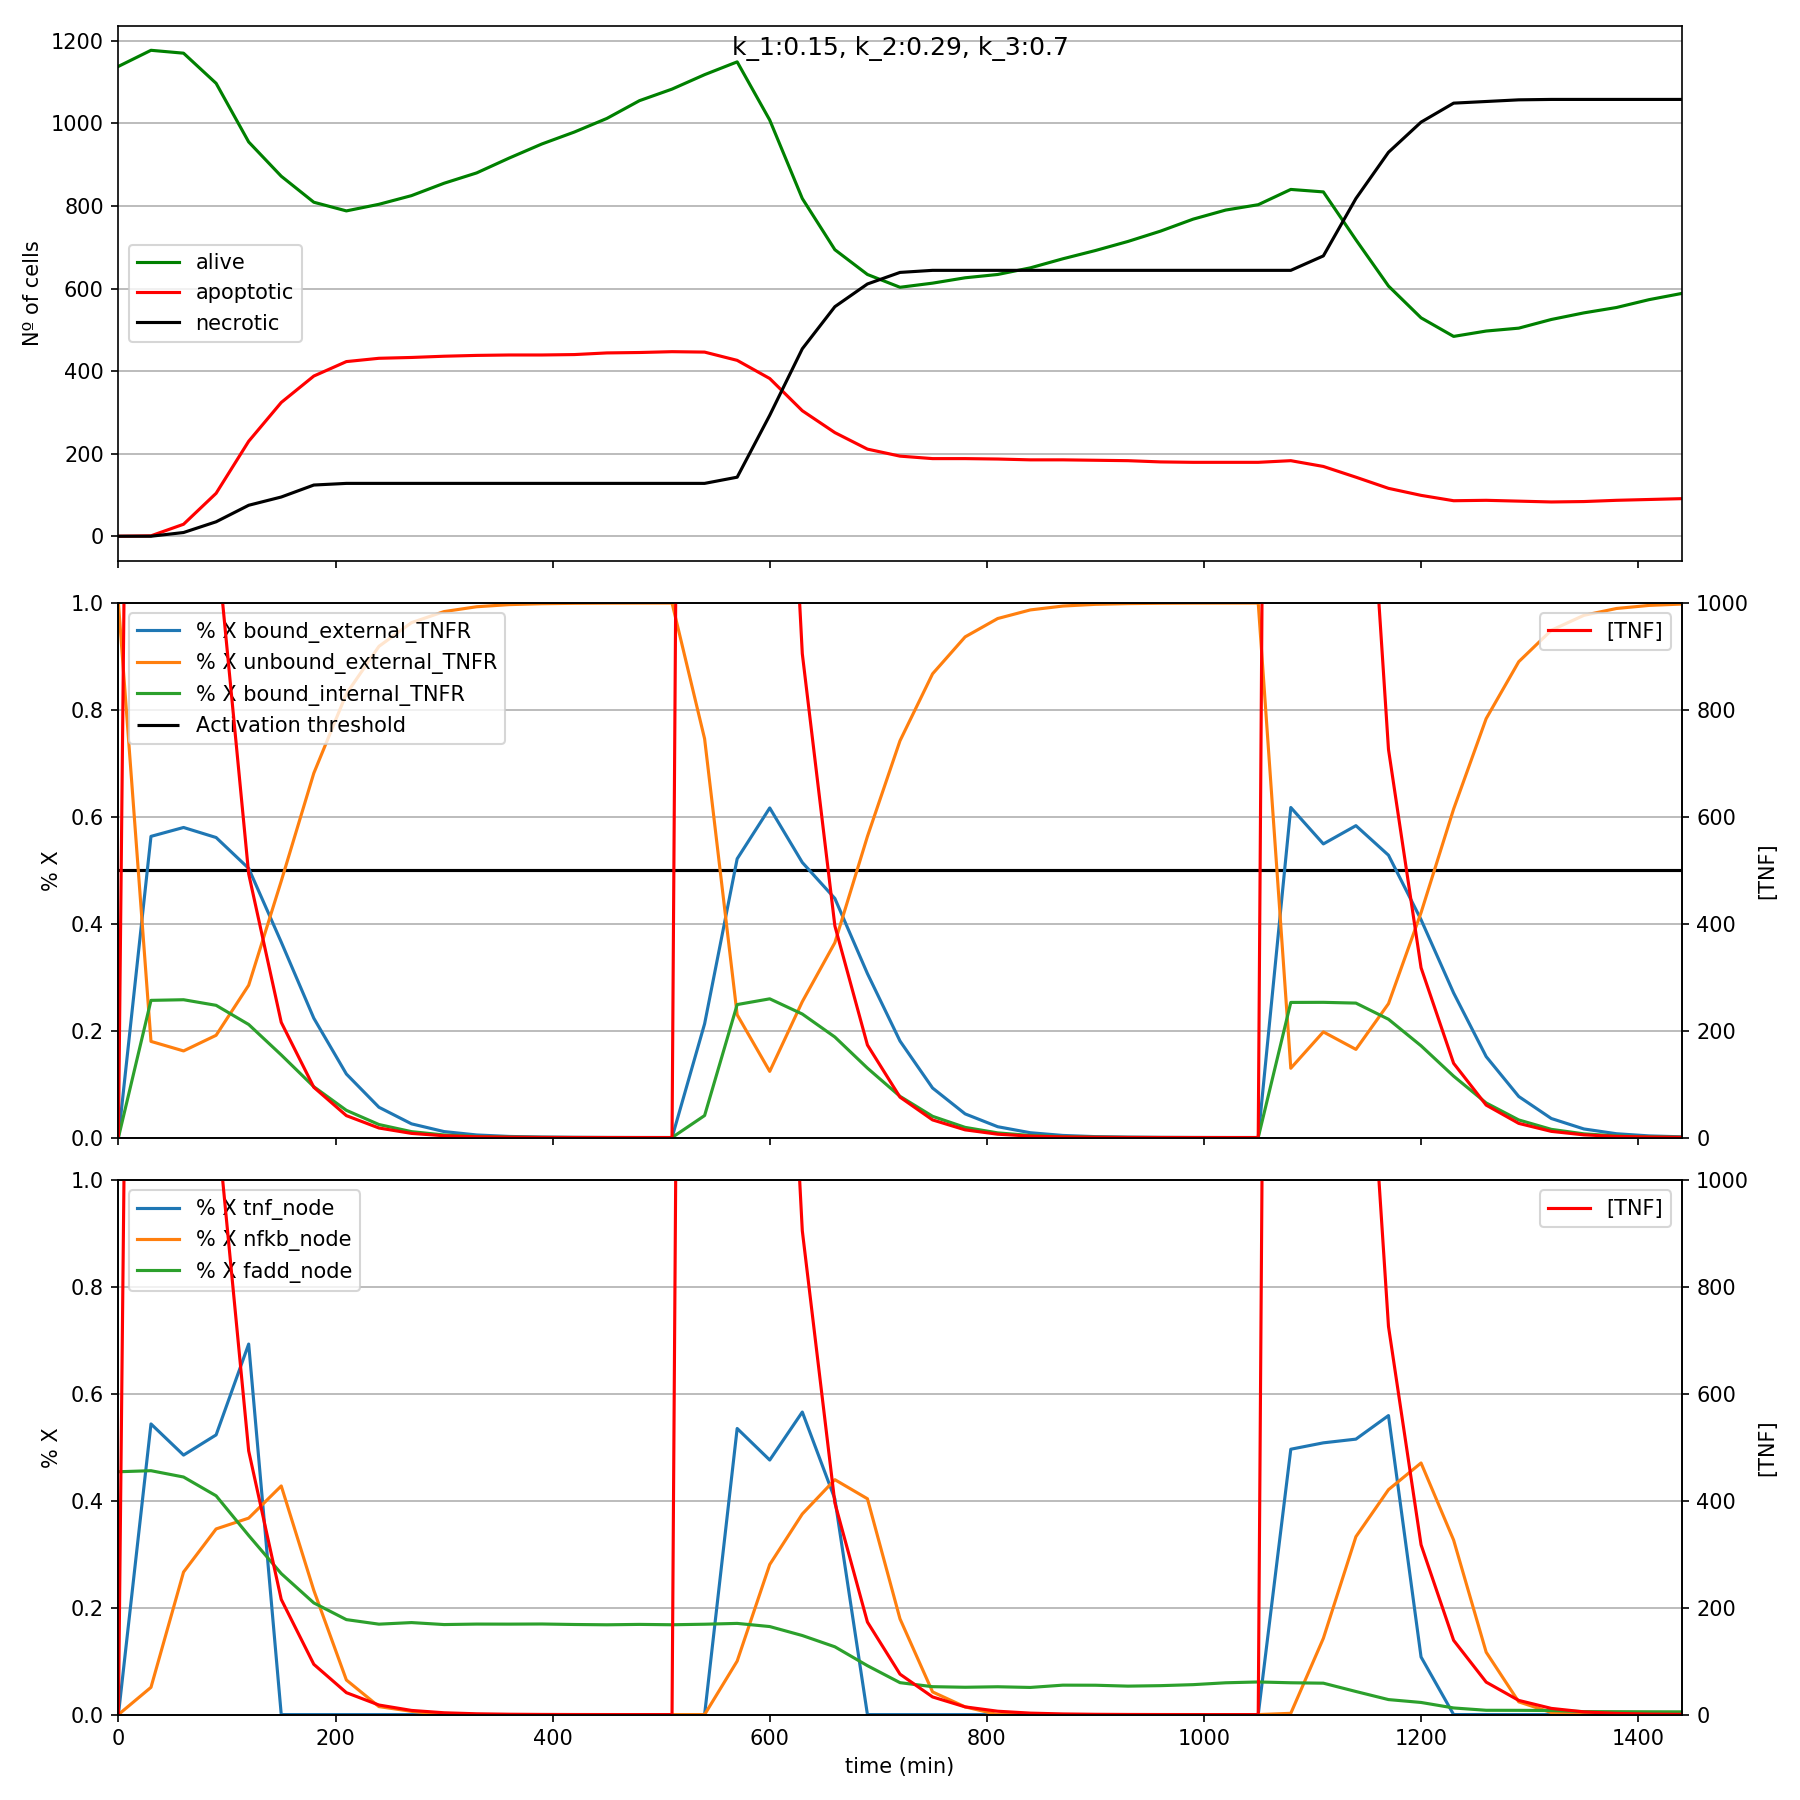 k_1:0.15, k_2:0.29, k_3:0.7
1200
1000
800
600
400
200
0
Nº of cells
alive
apoptotic
necrotic
1.0
0.8
0.6
0.4
0.2
0.0
% X
% X bound_external_TNFR
% X unbound_external_TNFR
% X bound_internal_TNFR
Activation threshold
[TNF]
1000
800
600
400
200
0
[TNF]
1.0
0.8
0.6
0.4
0.2
0.0
% X
% X tnf_node
% X nfkb_node
% X fadd_node
[TNF]
1000
800
600
400
200
0
[TNF]
0 200 400 600 800 1000 1200 1400
time (min)